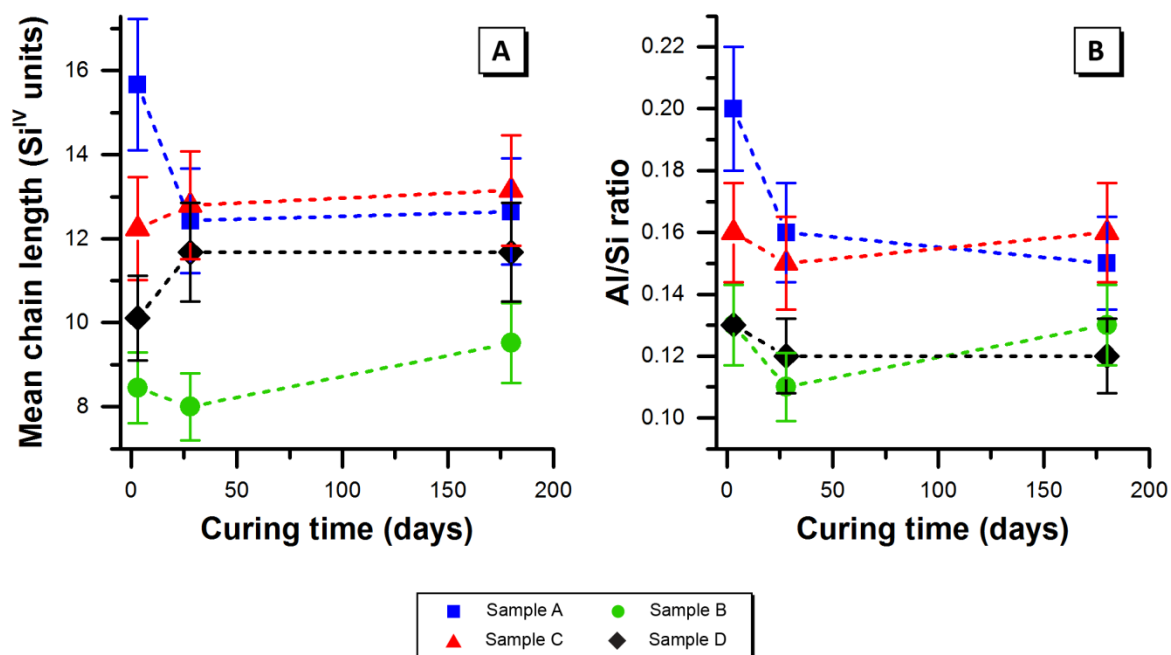 A
Mean chain length (Si^IV units)
16
14
12
10
8
0 50 100 150 200
Curing time (days)
B
Al/Si ratio
0.22
0.20
0.18
0.16
0.14
0.12
0.10
0 50 100 150 200
Curing time (days)
Sample A Sample B
Sample C Sample D